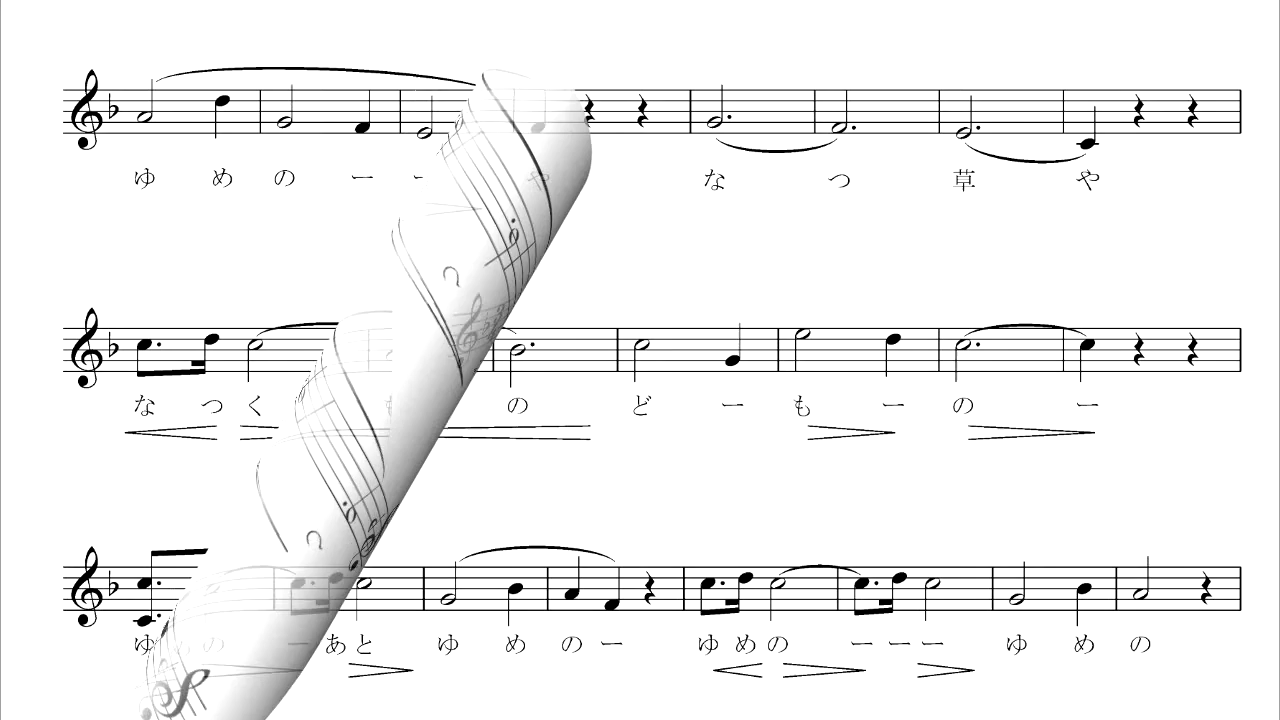 ゆ め の ー ー や な つ 草 や
な つ く の ど ー も ー の ー
ゆ の ー あ と ゆ め の ー ゆ め の ー ー ー ゆ め の